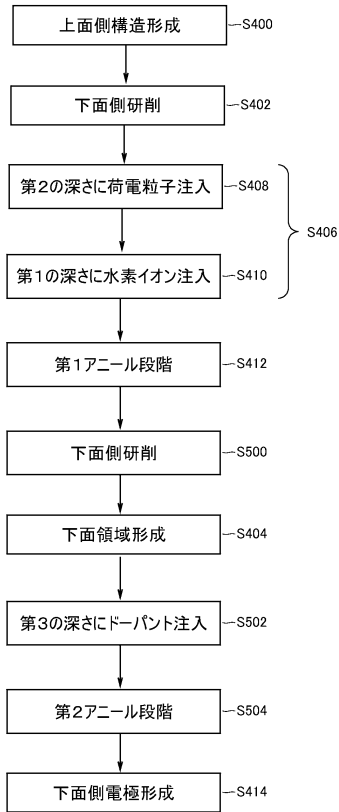 上面側構造形成 S400
下面側研削 S402
第2の深さに荷電粒子注入 S408
S406
第1の深さに水素イオン注入 S410
第1アニール段階 S412
下面側研削 S500
下面領域形成 S404
第3の深さにドーパント注入 S502
第2アニール段階 S504
下面側電極形成 S414